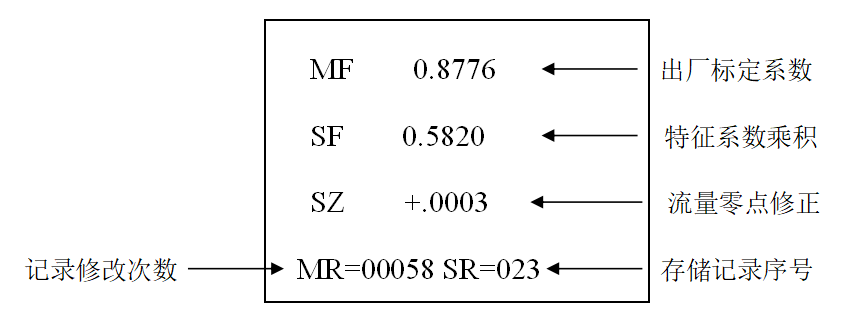 MF 0.8776 出厂标定系数
SF 0.5820 特征系数乘积
SZ +.0003 流量零点修正
记录修改次数 MR=00058 SR=023 存储记录序号